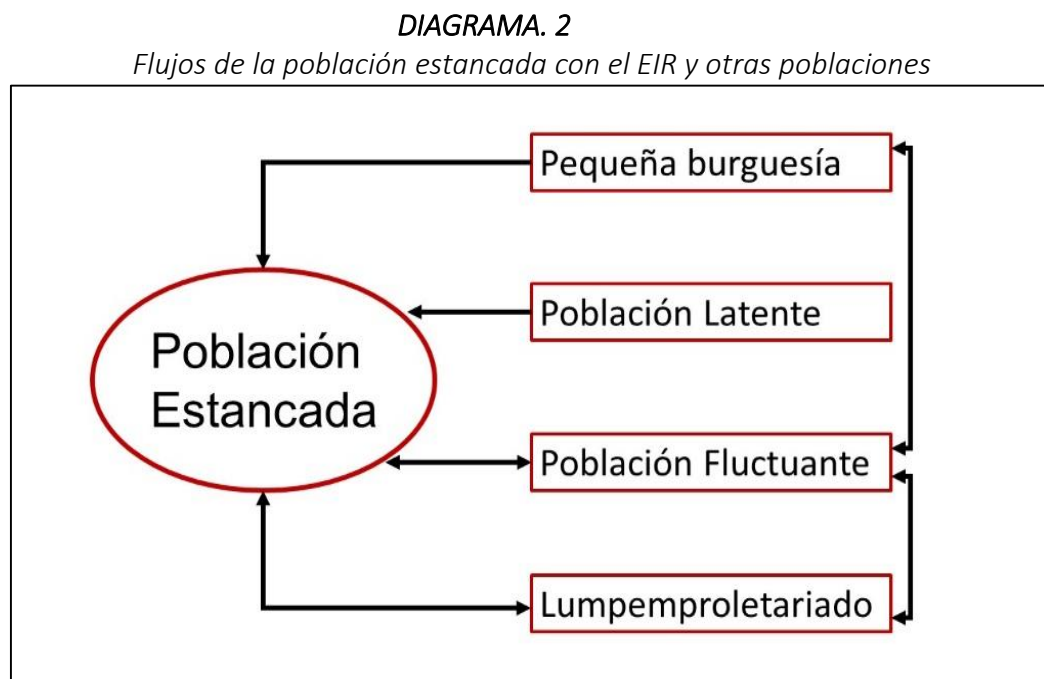 DIAGRAMA. 2
Flujos de la población estancada con el EIR y otras poblaciones
Pequeña burguesía
Población Latente
Población
Estancada
Población Fluctuante
Lumpemproletariado